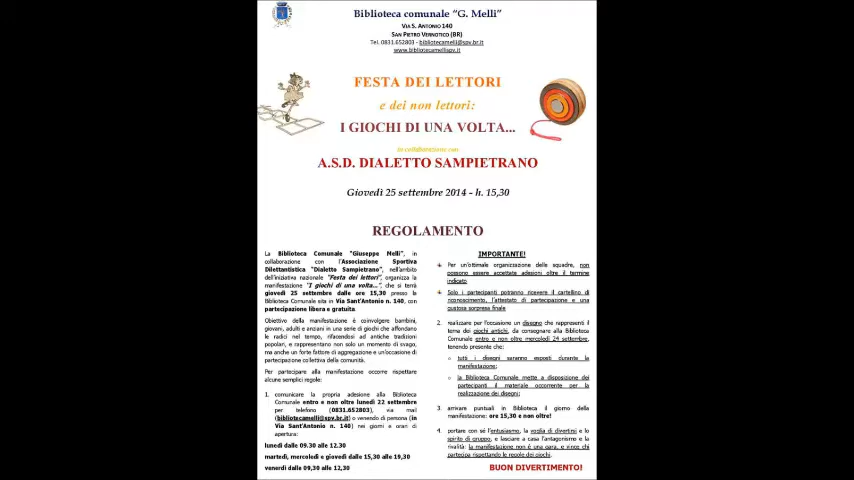 Biblioteca comunale “G. Melli”
VIA S. ANTONIO 140
SAN PIETRO VERNOTICO (BR)
Tel. 0831.652803 - bibliotecamelli@spv.br.it
www.bibliotecamellispv.it
FESTA DEI LETTORI
e dei non lettori:
I GIOCHI DI UNA VOLTA...
in collaborazione con
A.S.D. DIALETTO SAMPIETRANO
Giovedì 25 settembre 2014 - h. 15,30
REGOLAMENTO
La Biblioteca Comunale “Giuseppe Melli”, in
collaborazione con l’Associazione Sportiva
Dilettantistica “Dialetto Sampietrano”, nell’ambito
dell’iniziativa nazionale “Festa dei lettori”, organizza la
manifestazione “I giochi di una volta...”, che si terrà
giovedì 25 settembre dalle ore 15,30 presso la
Biblioteca Comunale sita in Via Sant’Antonio n. 140, con
partecipazione libera e gratuita.
Obiettivo della manifestazione è coinvolgere bambini,
giovani, adulti e anziani in una serie di giochi che affondano
le radici nel tempo, rifacendosi ad antiche tradizioni
popolari, e rappresentano non solo un momento di svago,
ma anche un forte fattore di aggregazione e un’occasione di
partecipazione collettiva della comunità.
Per partecipare alla manifestazione occorre rispettare
alcune semplici regole:
1. comunicare la propria adesione alla Biblioteca
Comunale entro e non oltre lunedì 22 settembre
per telefono (0831.652803), via mail
(bibliotecamelli@spv.br.it) o venendo di persona (in
Via Sant’Antonio n. 140) nei giorni e orari di
apertura:
lunedì dalle 09.30 alle 12.30
martedì, mercoledì e giovedì dalle 15,30 alle 19,30
venerdì dalle 09,30 alle 12,30
IMPORTANTE!
Per un’ottimale organizzazione delle squadre, non
possono essere accettate adesioni oltre il termine
indicato
Solo i partecipanti potranno ricevere il cartellino di
riconoscimento, l’attestato di partecipazione e una
gustosa sorpresa finale
2. realizzare per l’occasione un disegno che rappresenti il
tema dei giochi antichi, da consegnare alla Biblioteca
Comunale entro e non oltre mercoledì 24 settembre,
tenendo presente che:
o tutti i disegni saranno esposti durante la
manifestazione;
o la Biblioteca Comunale mette a disposizione dei
partecipanti il materiale occorrente per la
realizzazione dei disegni;
3. arrivare puntuali in Biblioteca il giorno della
manifestazione: ore 15,30 e non oltre!
4. portare con sé l’entusiasmo, la voglia di divertirsi e lo
spirito di gruppo, e lasciare a casa l’antagonismo e la
rivalità: la manifestazione non è una gara, e vince chi
partecipa rispettando le regole dei giochi.
BUON DIVERTIMENTO!